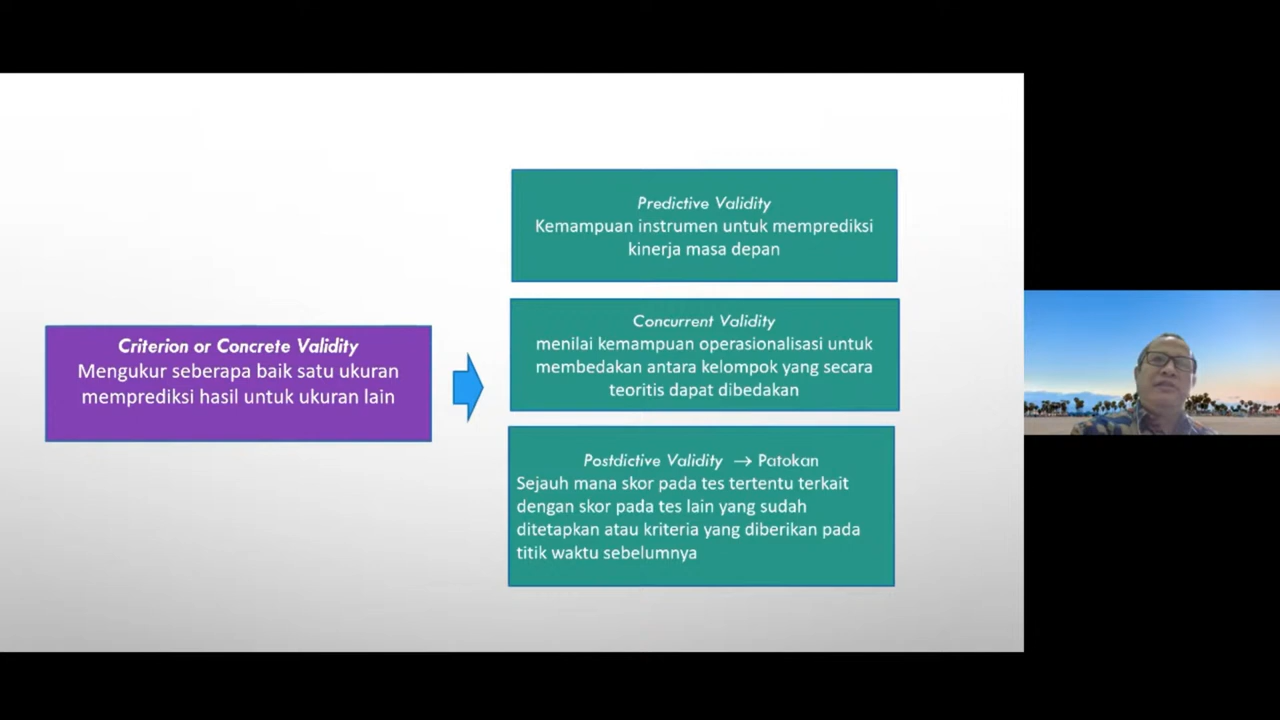 Criterion or Concrete Validity
Mengukur seberapa baik satu ukuran
memprediksi hasil untuk ukuran lain
Predictive Validity
Kemampuan instrumen untuk memprediksi
kinerja masa depan
Concurrent Validity
menilai kemampuan operasionalisasi untuk
membedakan antara kelompok yang secara
teoritis dapat dibedakan
Postdictive Validity → Patokan
Sejauh mana skor pada tes tertentu terkait
dengan skor pada tes lain yang sudah
ditetapkan atau kriteria yang diberikan pada
titik waktu sebelumnya